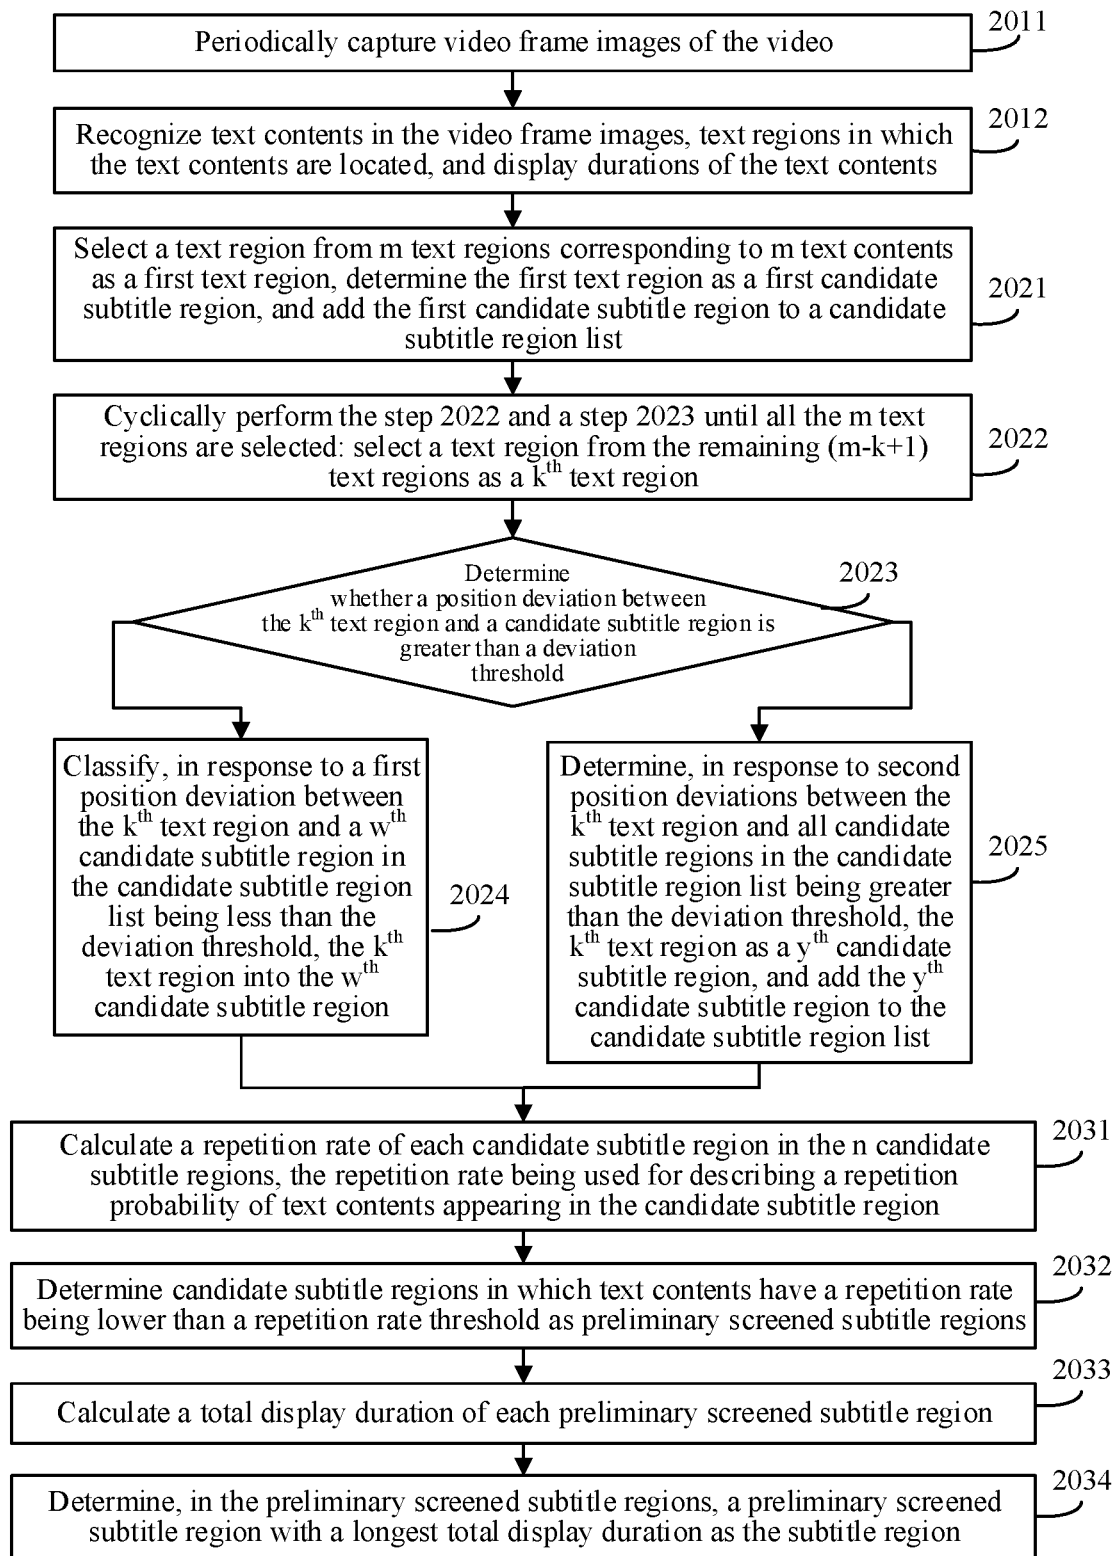 Periodically capture video frame images of the video
2011
Recognize text contents in the video frame images, text regions in which
the text contents are located, and display durations of the text contents
2012
Select a text region from m text regions corresponding to m text contents
as a first text region, determine the first text region as a first candidate
subtitle region, and add the first candidate subtitle region to a candidate
subtitle region list
2021
Cyclically perform the step 2022 and a step 2023 until all the m text
regions are selected: select a text region from the remaining (m-k+1)
text regions as a kth text region
2022
Determine
whether a position deviation between
the kth text region and a candidate subtitle region is
greater than a deviation
threshold
2023
Classify, in response to a first
position deviation between
the kth text region and a wth
candidate subtitle region in
the candidate subtitle region
list being less than the
deviation threshold, the kth
text region into the wth
candidate subtitle region
2024
Determine, in response to second
position deviations between the
kth text region and all candidate
subtitle regions in the candidate
subtitle region list being greater
than the deviation threshold, the
kth text region as a yth candidate
subtitle region, and add the yth
candidate subtitle region to the
candidate subtitle region list
2025
Calculate a repetition rate of each candidate subtitle region in the n candidate
subtitle regions, the repetition rate being used for describing a repetition
probability of text contents appearing in the candidate subtitle region
2031
Determine candidate subtitle regions in which text contents have a repetition rate
being lower than a repetition rate threshold as preliminary screened subtitle regions
2032
Calculate a total display duration of each preliminary screened subtitle region
2033
Determine, in the preliminary screened subtitle regions, a preliminary screened
subtitle region with a longest total display duration as the subtitle region
2034